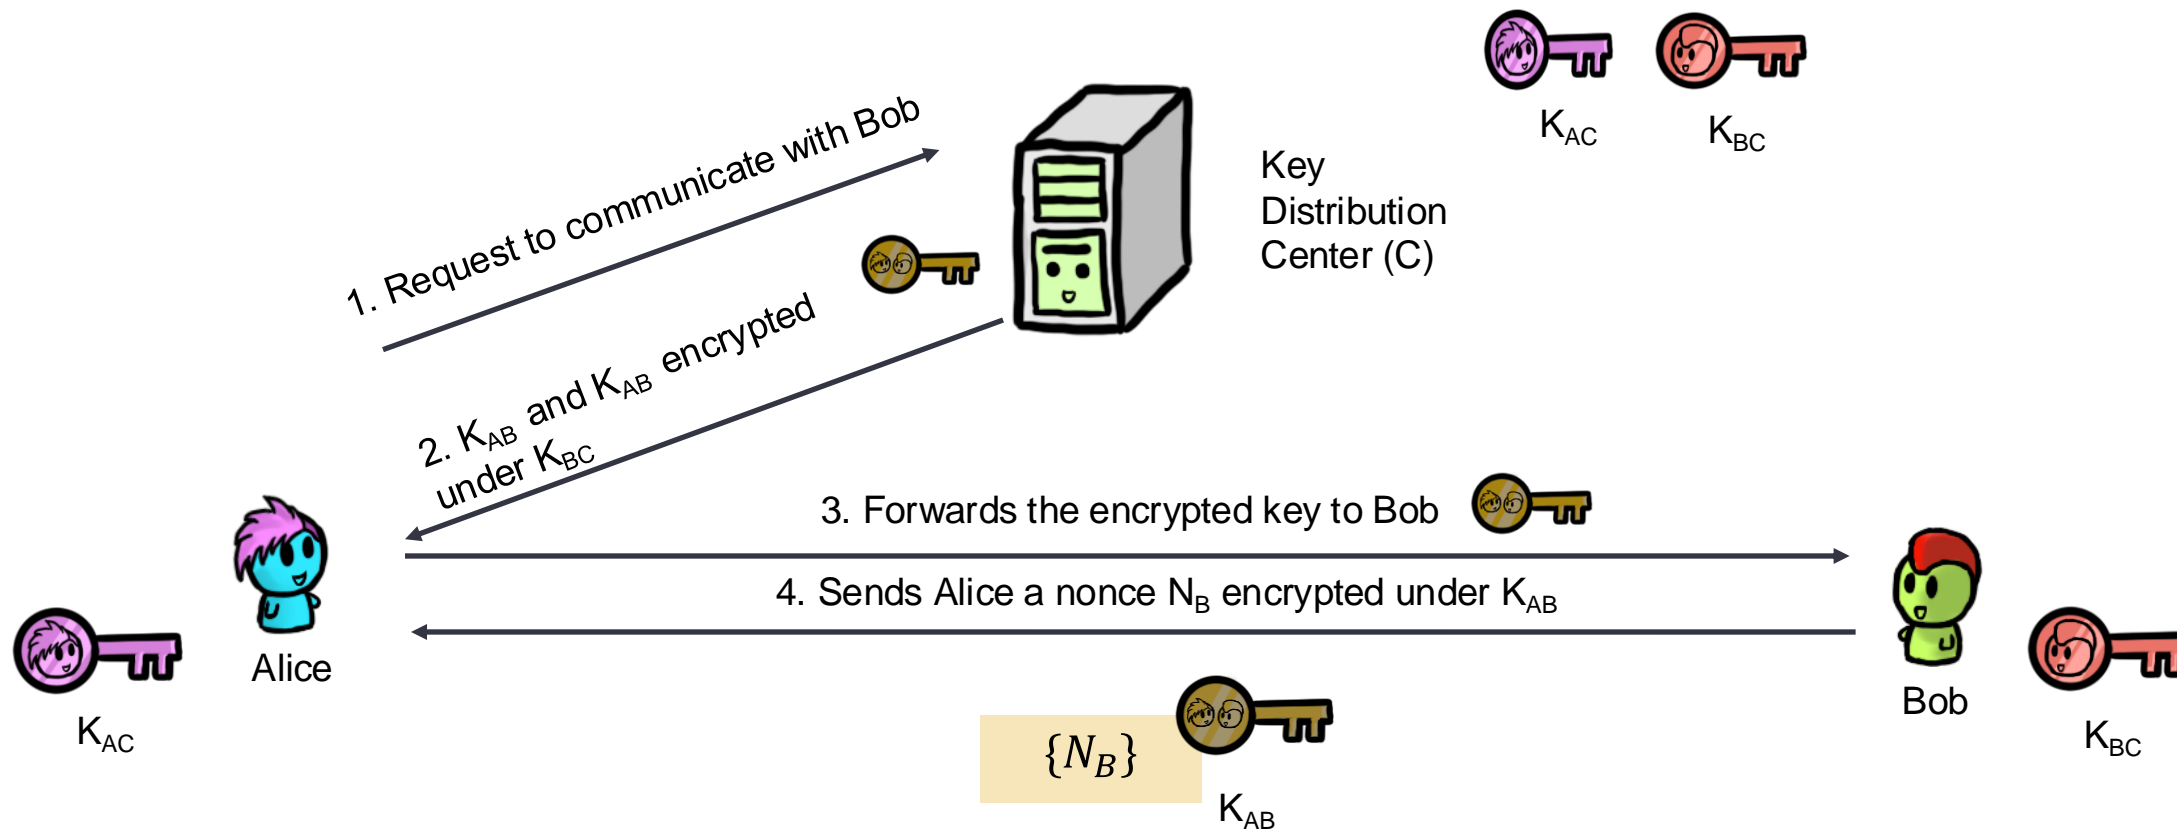 K_AC
K_BC
1. Request to communicate with Bob
Key
Distribution
Center (C)
2. K_AB and K_AB encrypted
under K_BC
3. Forwards the encrypted key to Bob
4. Sends Alice a nonce N_B encrypted under K_AB
Alice
Bob
K_AC
K_BC
{N_B}
K_AB